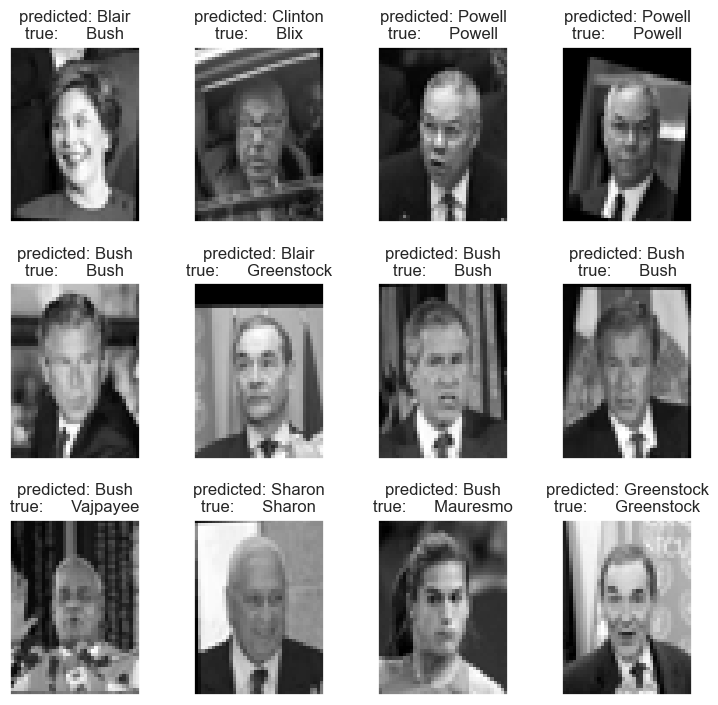 predicted: Blair
true: Bush
predicted: Clinton
true: Blix
predicted: Powell
true: Powell
predicted: Powell
true: Powell
predicted: Bush
true: Bush
predicted: Blair
true: Greenstock
predicted: Bush
true: Bush
predicted: Bush
true: Bush
predicted: Bush
true: Vajpayee
predicted: Sharon
true: Sharon
predicted: Bush
true: Mauresmo
predicted: Greenstock
true: Greenstock